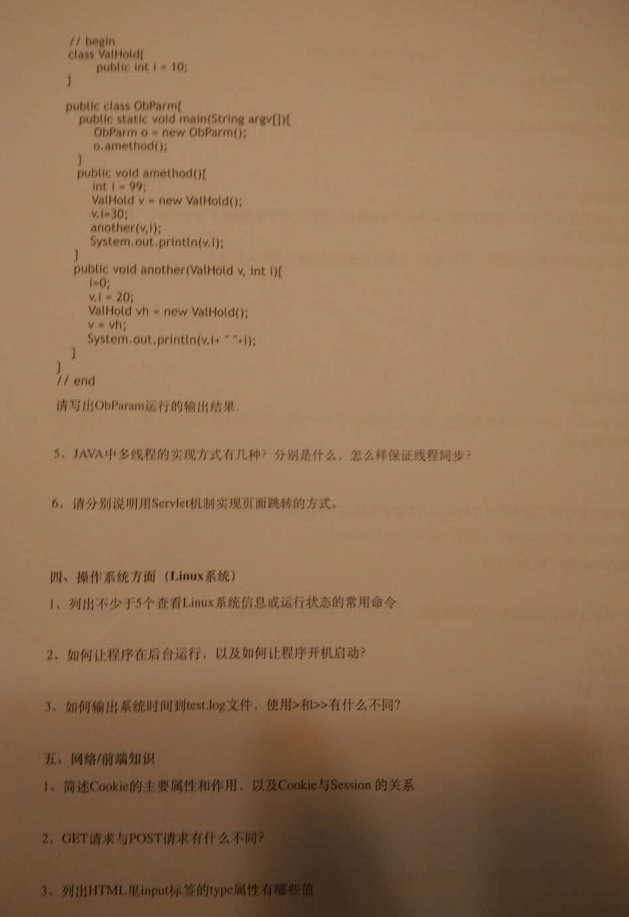 // begin
class ValHold{
public int i = 10;
}
public class ObParm{
public static void main(String argv[]){
ObParm o = new ObParm();
o.amethod();
}
public void amethod(){
int i = 99;
ValHold v = new ValHold();
v.i=30;
another(v,i);
System.out.println(v.i);
}
public void another(ValHold v, int i){
i=0;
v.i = 20;
ValHold vh = new ValHold();
v = vh;
System.out.println(v.i+ " "+i);
}
}
// end
请写出ObParam运行的输出结果.
5、JAVA中多线程的实现方式有几种？分别是什么，怎么样保证线程同步？
6、请分别说明用Servlet机制实现页面跳转的方式。
四、操作系统方面（Linux系统）
1、列出不少于5个查看Linux系统信息或运行状态的常用命令
2、如何让程序在后台运行，以及如何让程序开机启动？
3、如何输出系统时间到test.log文件，使用>和>>有什么不同？
五、网络/前端知识
1、简述Cookie的主要属性和作用，以及Cookie与Session 的关系
2、GET请求与POST请求有什么不同？
3、列出HTML里input标签的type属性有哪些值